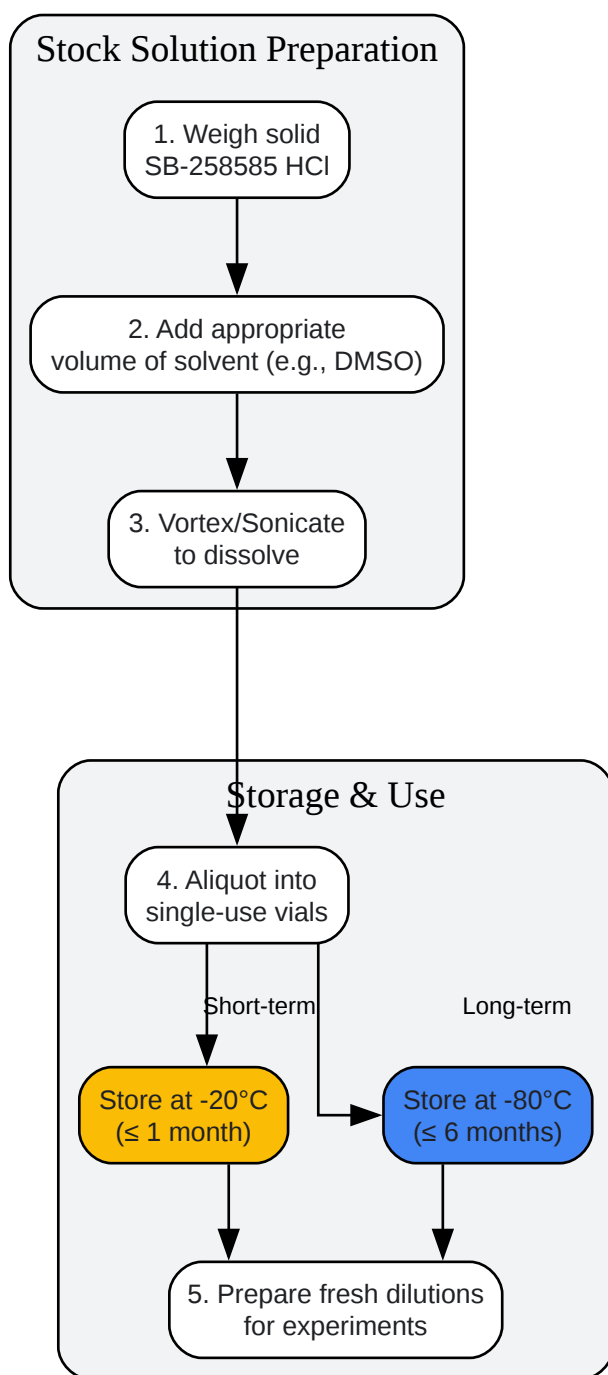 Stock Solution Preparation
1. Weigh solid
SB-258585 HCl
2. Add appropriate
volume of solvent (e.g., DMSO)
3. Vortex/Sonicate
to dissolve
Storage & Use
4. Aliquot into
single-use vials
Short-term
Long-term
Store at -20°C
(≤ 1 month)
Store at -80°C
(≤ 6 months)
5. Prepare fresh dilutions
for experiments